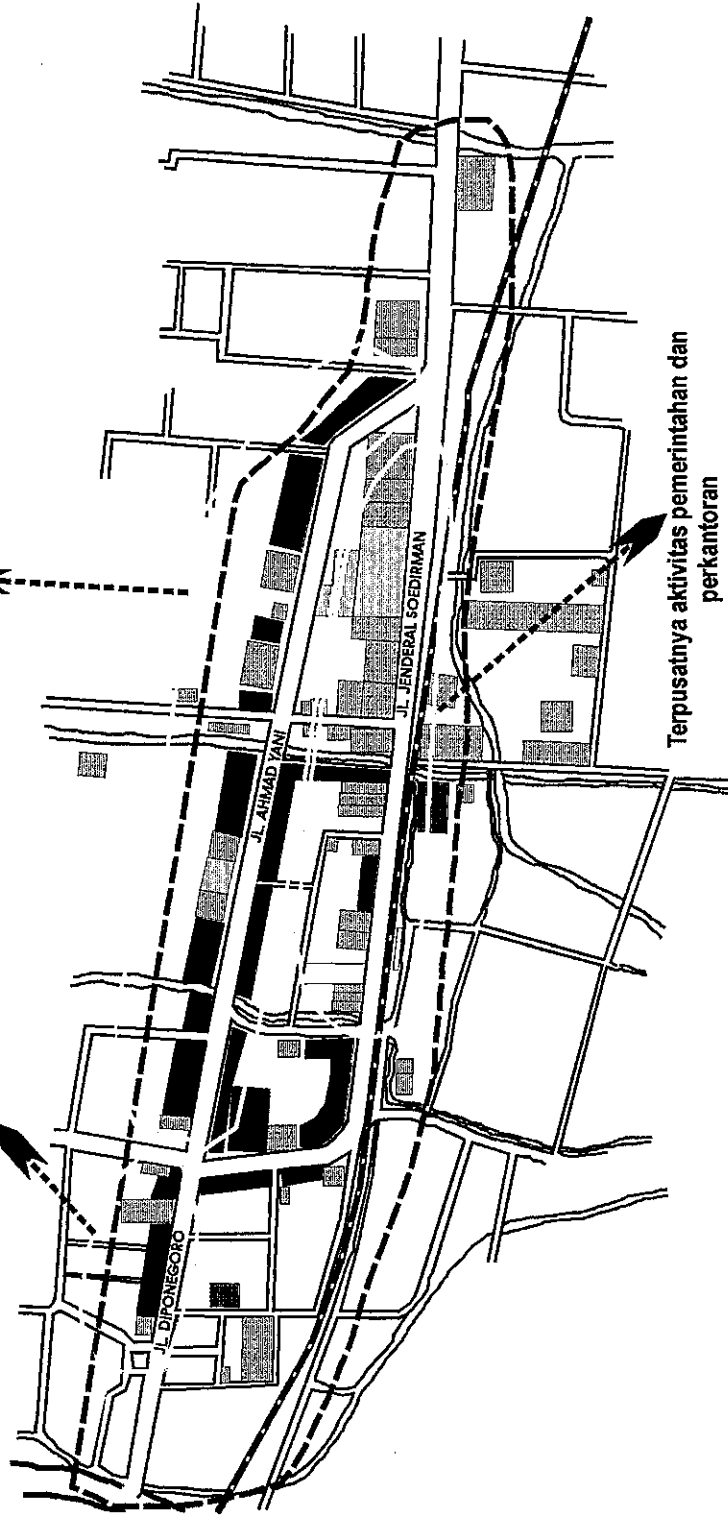 JL. DIPONEGORO
JL. AHMAD YANI
JL. JENDERAL SOEDIRMAN
Terpusatnya aktivitas pemerintahan dan
perkantoran